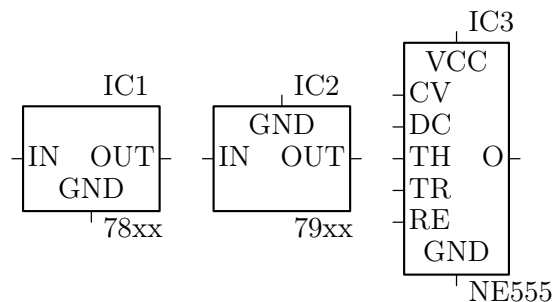 IC1
IN OUT
GND
78xx
IC2
GND
IN OUT
79xx
IC3
VCC
CV
DC
TH O
TR
RE
GND
NE555